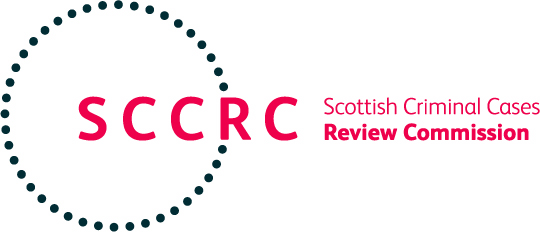 SCCRC
Scottish Criminal Cases
Review Commission